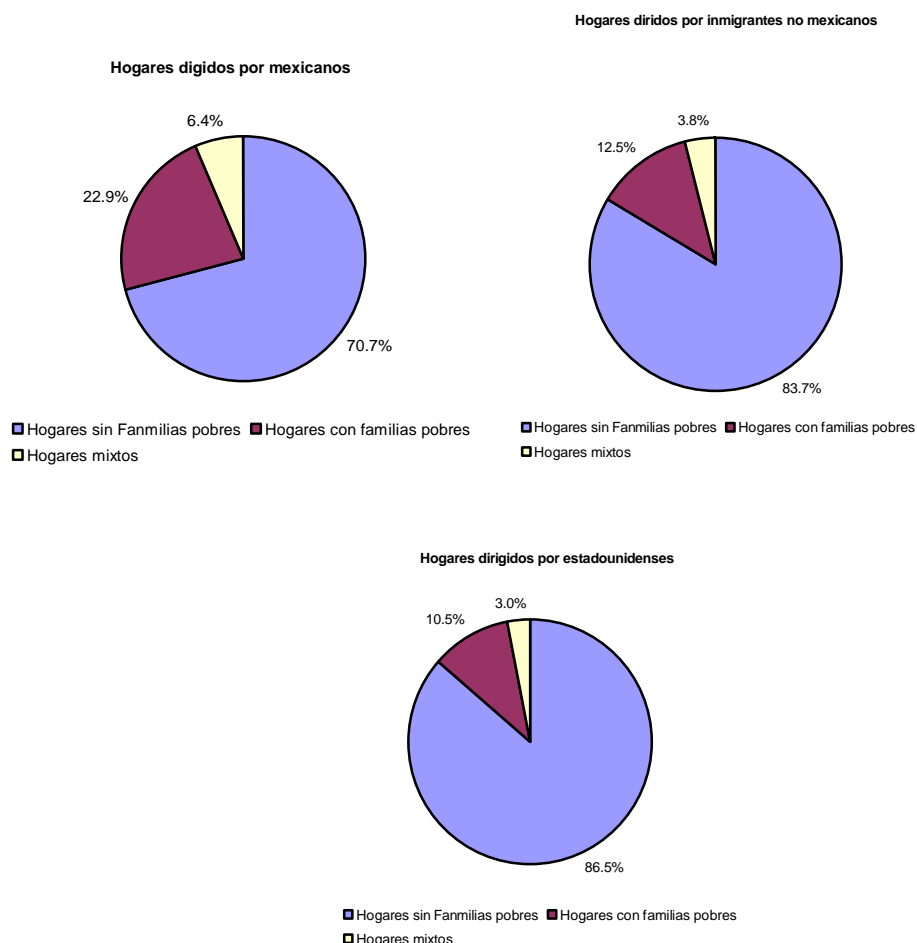 Hogares digidos por mexicanos
6.4%
22.9%
70.7%
Hogares sin Fanmilias pobres Hogares con familias pobres
Hogares mixtos
Hogares diridos por inmigrantes no mexicanos
3.8%
12.5%
83.7%
Hogares sin Fanmilias pobres Hogares con familias pobres
Hogares mixtos
Hogares dirigidos por estadounidenses
3.0%
10.5%
86.5%
Hogares sin Fanmilias pobres Hogares con familias pobres
Hogares mixtos